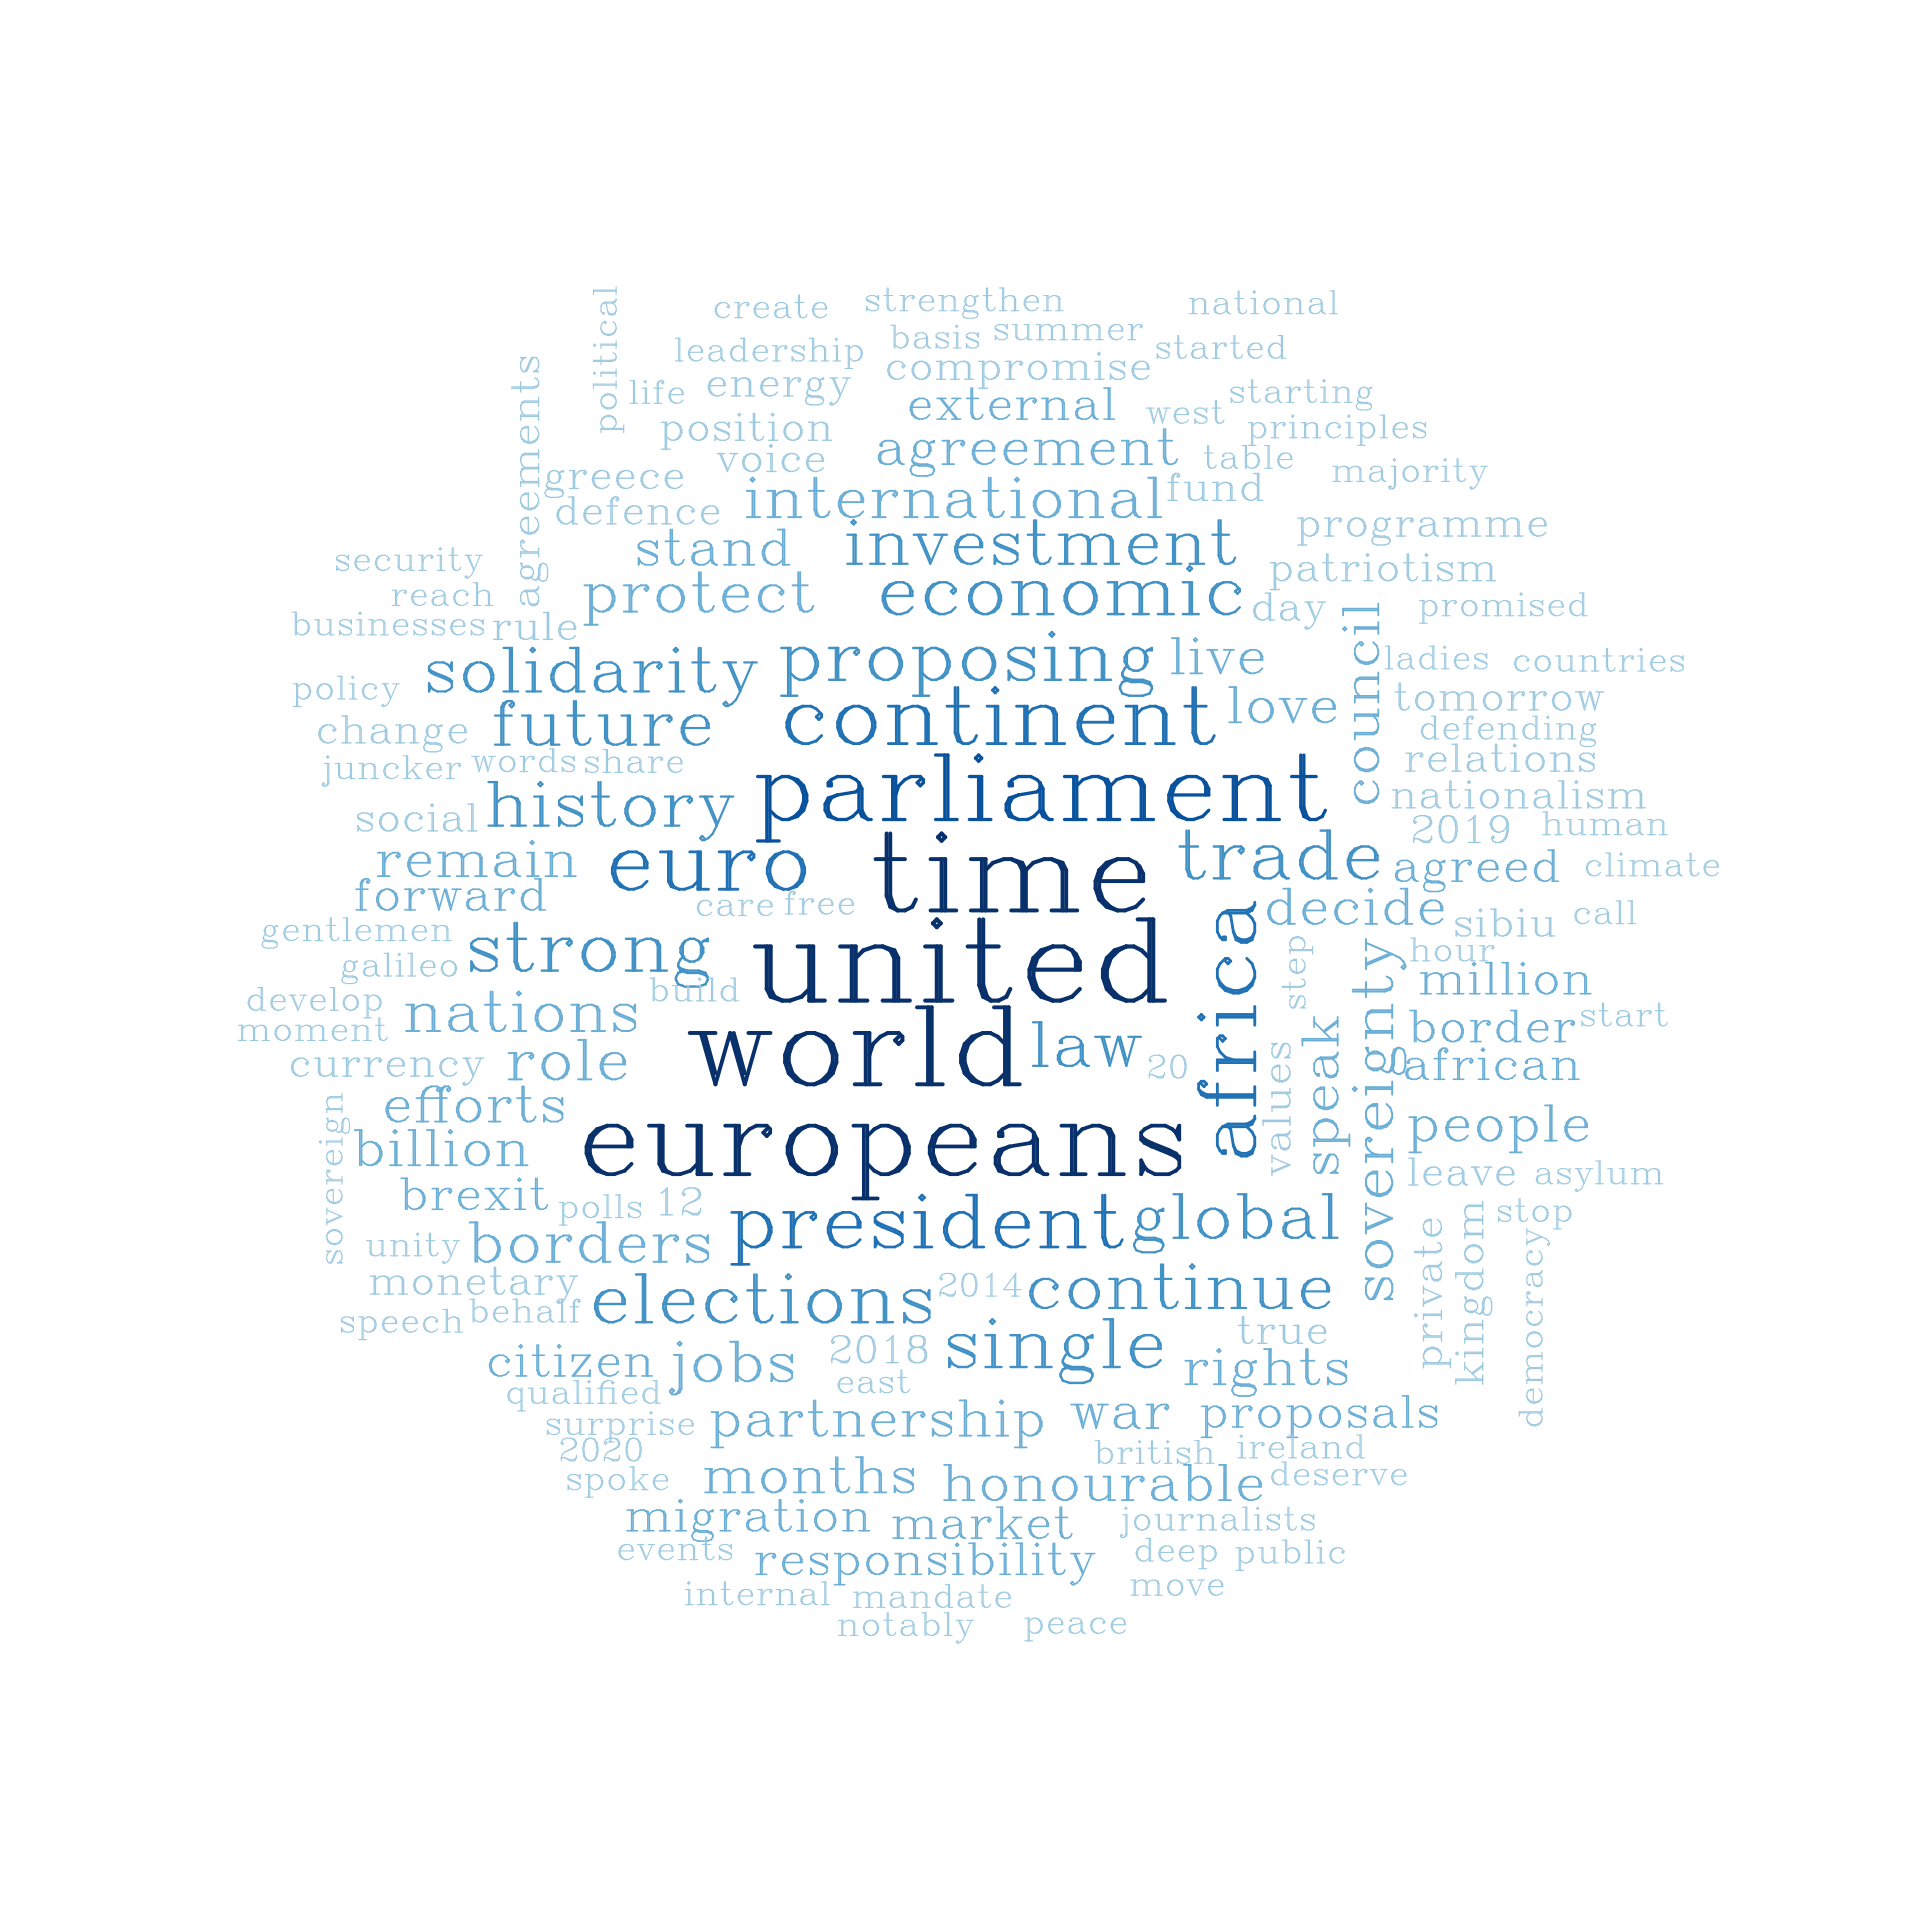 political
create
strengthen
national
leadership
basis
summer
started
agreements
life
energy
compromise
starting
external
west
principles
position
voice
agreement
table
majority
greece
international
fund
defence
stand
investment
programme
security
patriotism
reach
protect
economic
day
promised
businesses
rule
council
solidarity
proposing
live
ladies
countries
policy
future
continent
love
tomorrow
change
defending
juncker
words
share
parliament
relations
history
nationalism
social
2019
human
remain
euro
time
trade
agreed
climate
forward
care
free
africa
decide
sibiu
call
gentlemen
strong
united
step
sovereignty
hour
galileo
million
develop
build
moment
nations
world
law
speak
border
start
currency
role
20
values
african
efforts
people
sovereign
billion
europeans
leave
asylum
brexit
polls
12
president
global
private
kingdom
stop
unity
borders
democracy
monetary
elections
2014
continue
speech
behalf
citizen
jobs
2018
single
true
east
rights
qualified
surprise
partnership
war
proposals
2020
british
ireland
spoke
months
honourable
deserve
migration
market
journalists
events
responsibility
deep
public
internal
mandate
move
notably
peace